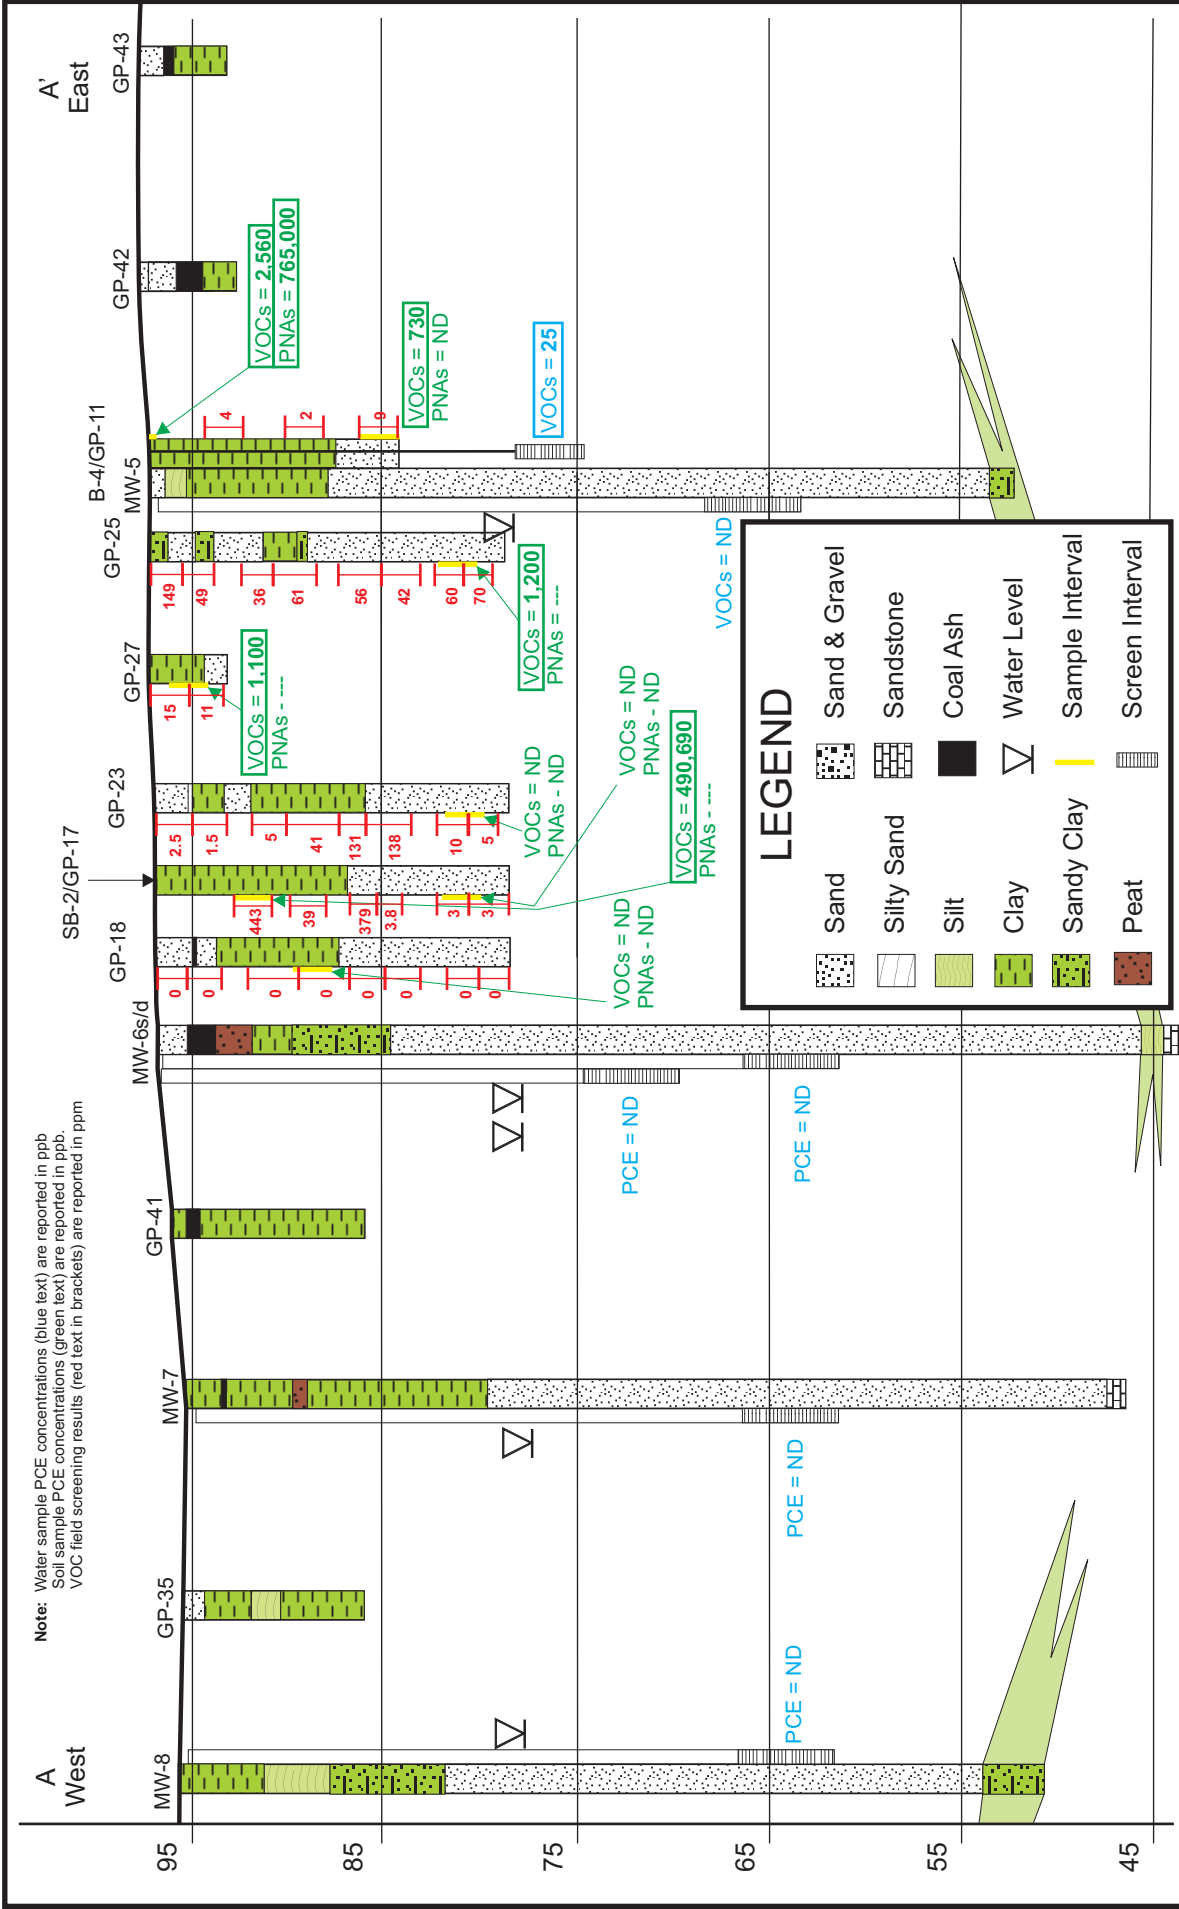 A
West
A'
East
Note: Water sample PCE concentrations (blue text) are reported in ppb
Soil sample PCE concentrations (green text) are reported in ppb.
VOC field screening results (red text in brackets) are reported in ppm
MW-8
GP-35
MW-7
GP-41
MW-6s/d
GP-18
SB-2/GP-17
GP-23
GP-27
GP-25
B-4/GP-11
MW-5
GP-42
GP-43
95
85
75
65
55
45
PCE = ND
PCE = ND
PCE = ND
PCE = ND
0
0
0
0
0
0
0
0
VOCs = ND
PNAs - ND
443
39
379
3.8
3
3
VOCs = 490,690
PNAs - ---
VOCs = ND
PNAs - ND
2.5
1.5
5
41
131
138
10
5
VOCs = ND
PNAs - ND
15
11
VOCs = 1,100
PNAs - ---
149
49
36
61
56
42
60
70
VOCs = 1,200
PNAs = ---
VOCs = ND
4
2
9
VOCs = 2,560
PNAs = 765,000
VOCs = 730
PNAs = ND
VOCs = 25
LEGEND
Sand
Silty Sand
Silt
Clay
Sandy Clay
Peat
Sand & Gravel
Sandstone
Coal Ash
Water Level
Sample Interval
Screen Interval